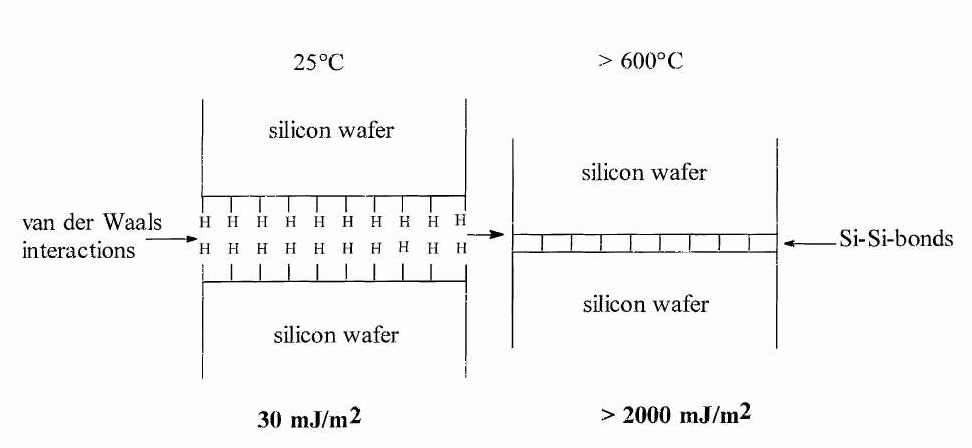 25°C
> 600°C
silicon wafer
silicon wafer
van der Waals
interactions
H H H H H H H H H H
H H H H H H H H H H
Si-Si-bonds
silicon wafer
silicon wafer
30 mJ/m2
> 2000 mJ/m2